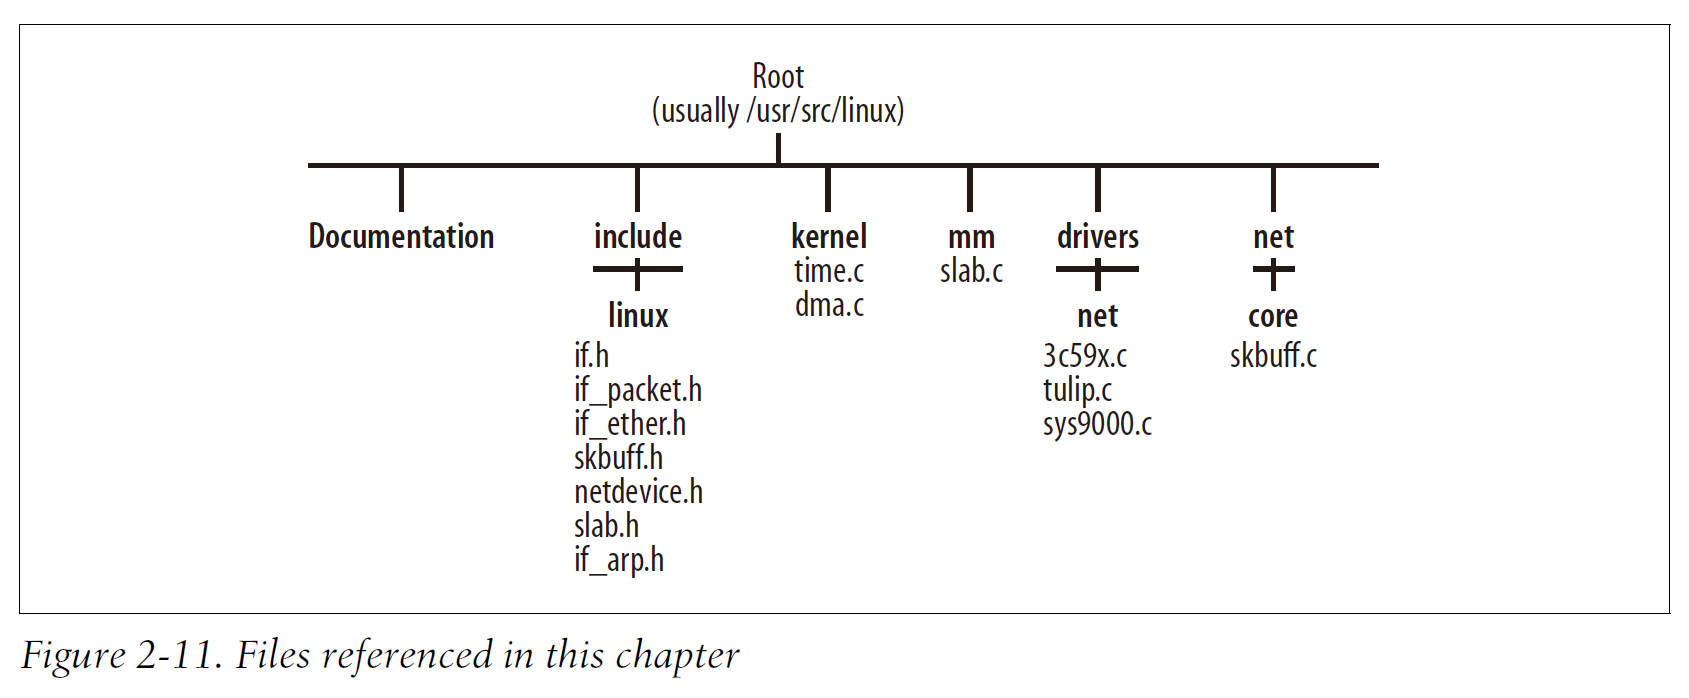 Root
(usually /usr/src/linux)
Documentation
include
linux
if.h
if_packet.h
if_ether.h
skbuff.h
netdevice.h
slab.h
if_arp.h
kernel
time.c
dma.c
mm
slab.c
drivers
net
3c59x.c
tulip.c
sys9000.c
net
core
skbuff.c
Figure 2-11. Files referenced in this chapter